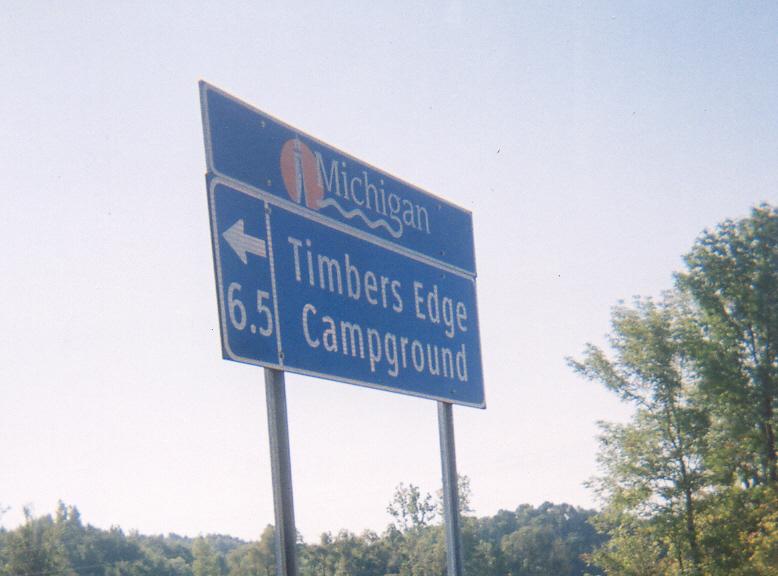 Michigan
6.5
Timbers Edge
Campground